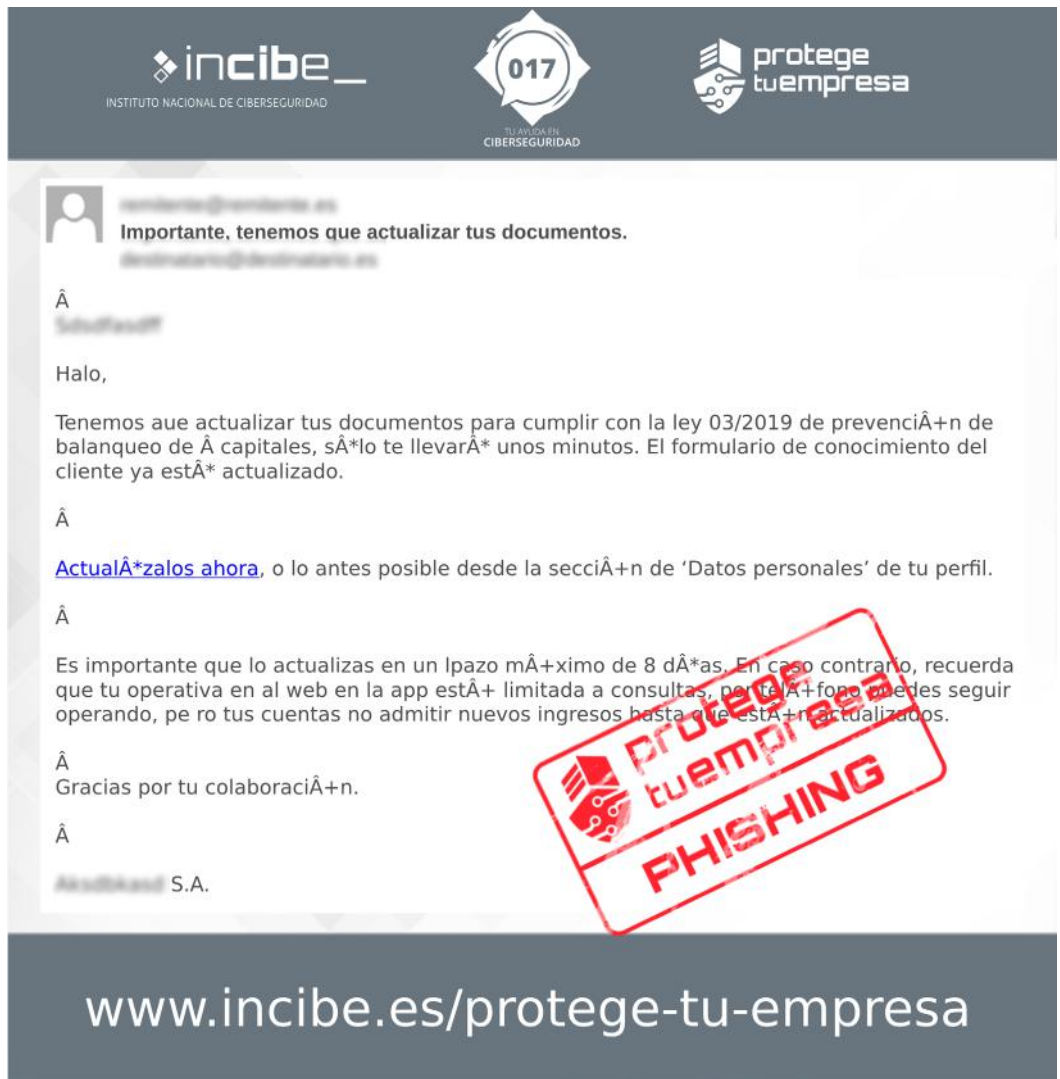 incibe_
INSTITUTO NACIONAL DE CIBERSEGURIDAD
017
TU AYUDA EN
CIBERSEGURIDAD
protege
tuempresa
Importante, tenemos que actualizar tus documentos.
Â
Halo,
Tenemos aue actualizar tus documentos para cumplir con la ley 03/2019 de prevenciÂ+n de
balanqueo de Â capitales, sÂ*lo te llevarÂ* unos minutos. El formulario de conocimiento del
cliente ya estÂ* actualizado.
Â
ActualÂ*zalos ahora, o lo antes posible desde la secciÂ+n de ‘Datos personales’ de tu perfil.
Â
Es importante que lo actualizas en un lpazo mÂ+ximo de 8 dÂ*as. En caso contrario, recuerda
que tu operativa en al web en la app estÂ+ limitada a consultas, por telÂ+fono puedes seguir
operando, pe ro tus cuentas no admitir nuevos ingresos hasta que estÂ+n actualizados.
Â
Gracias por tu colaboraciÂ+n.
Â
S.A.
protege
tuempresa
PHISHING
www.incibe.es/protege-tu-empresa